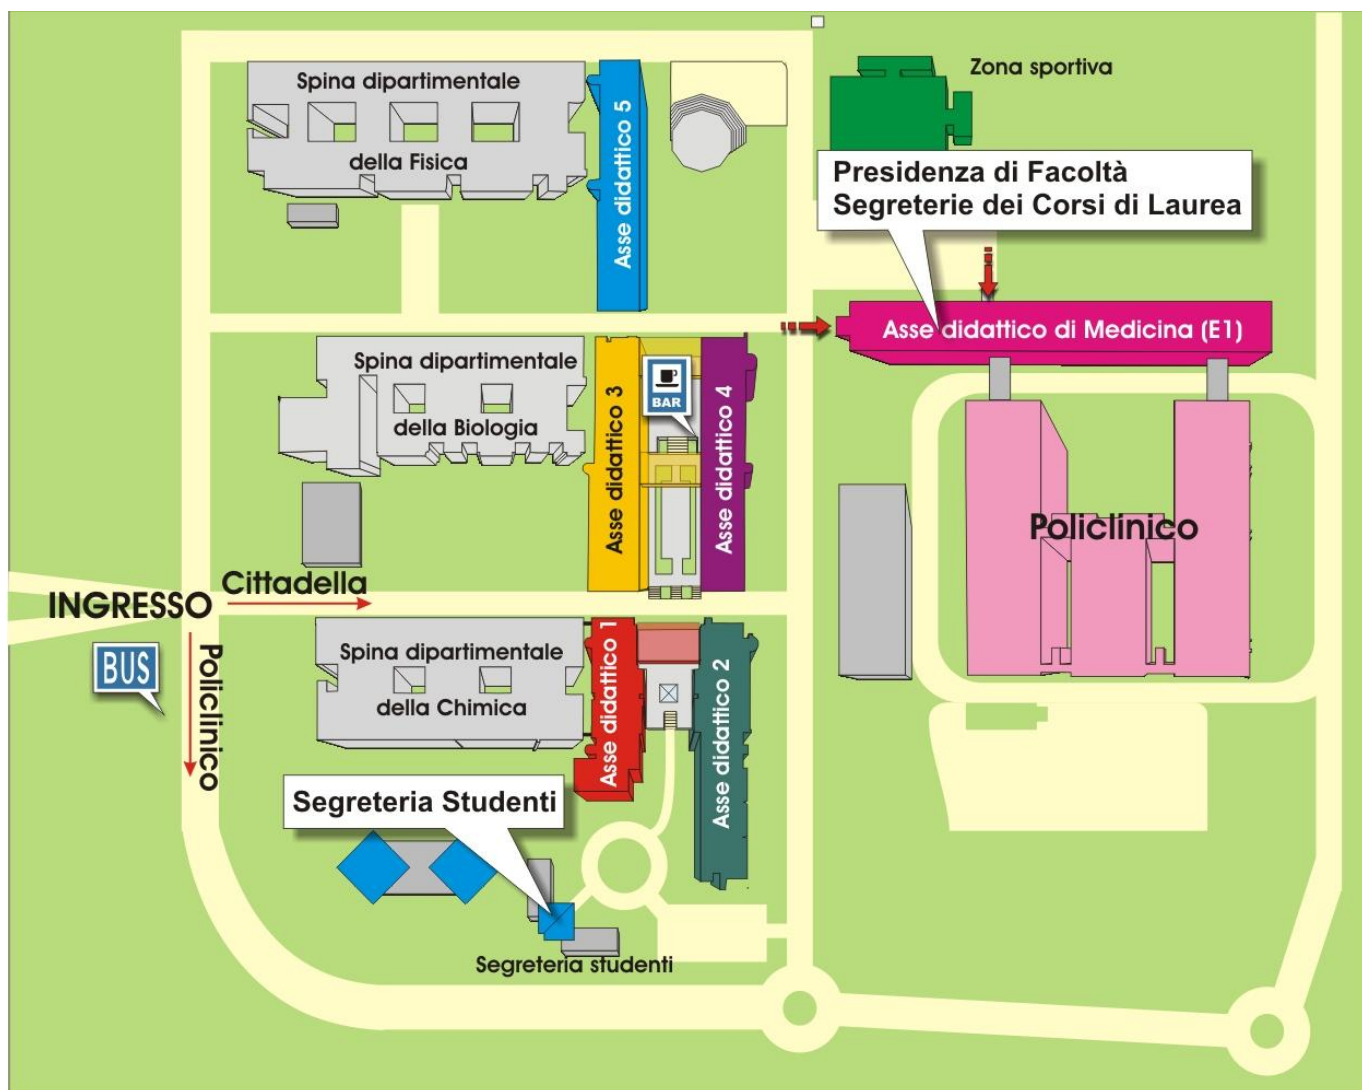 Spina dipartimentale
della Fisica
Asse didattico 5
Zona sportiva
Presidenza di Facoltà
Segreterie dei Corsi di Laurea
Asse didattico di Medicina (E1)
Spina dipartimentale
della Biologia
Asse didattico 3
BAR
Asse didattico 4
Policlinico
INGRESSO
Cittadella
BUS
Policlinico
Spina dipartimentale
della Chimica
Asse didattico 1
Asse didattico 2
Segreteria Studenti
Segreteria studenti